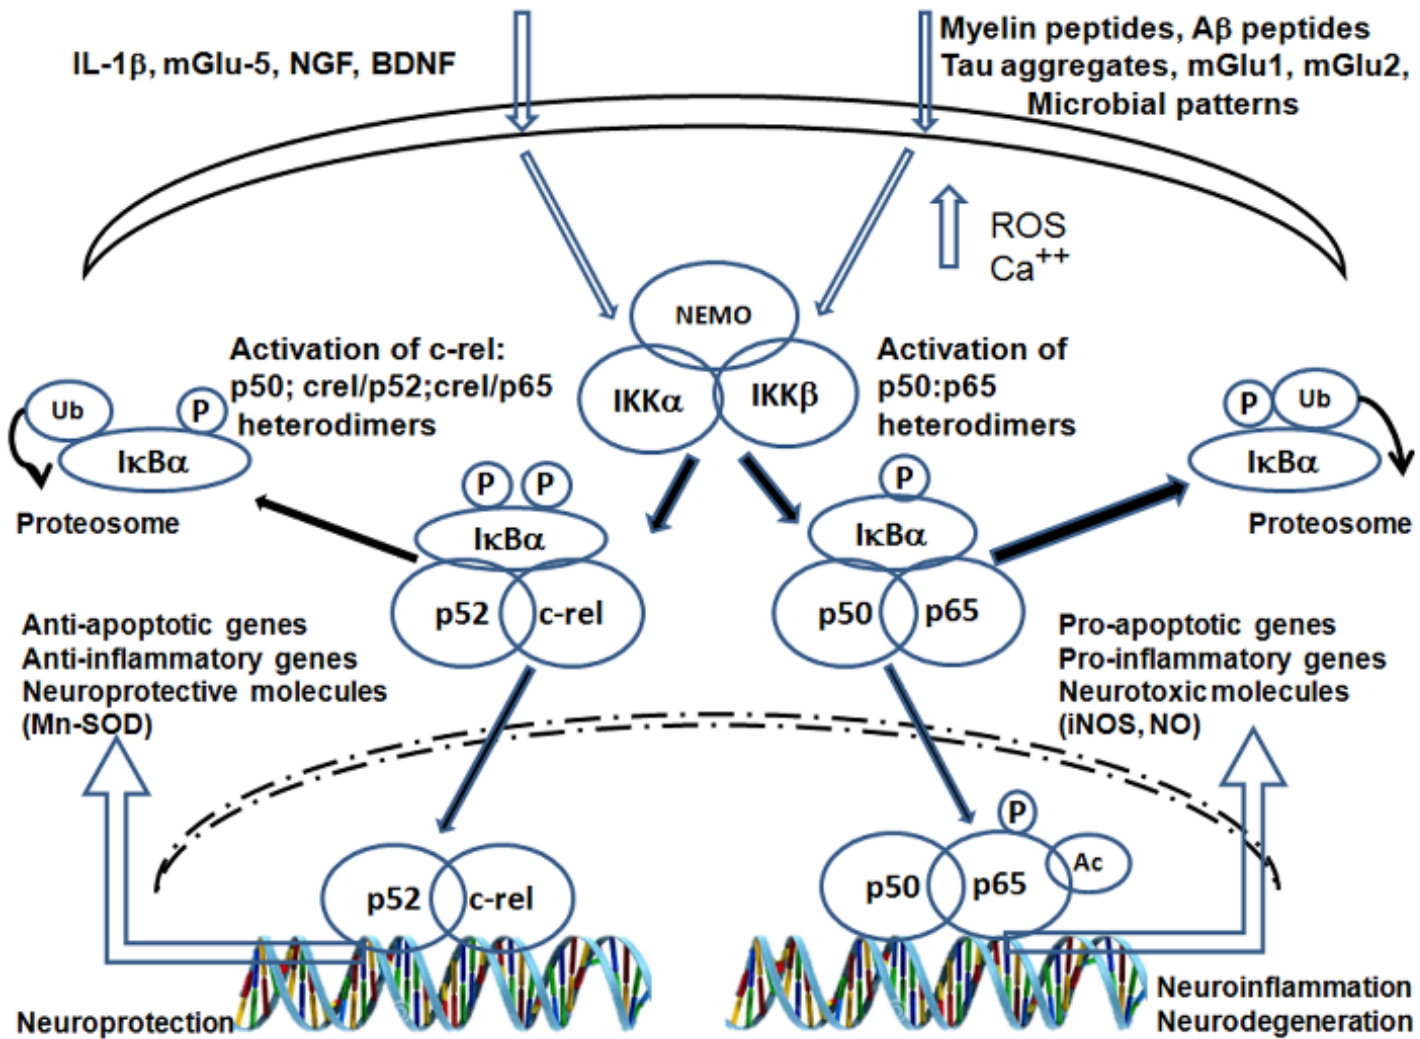 IL-1β, mGlu-5, NGF, BDNF
Myelin peptides, Aβ peptides
Tau aggregates, mGlu1, mGlu2,
Microbial patterns
ROS
Ca++
NEMO
IKKα
IKKβ
Activation of c-rel:
p50; crel/p52;crel/p65
heterodimers
Activation of
p50:p65
heterodimers
Ub
P
IκBα
Proteosome
P
Ub
IκBα
Proteosome
P
P
IκBα
p52
c-rel
P
IκBα
p50
p65
Anti-apoptotic genes
Anti-inflammatory genes
Neuroprotective molecules
(Mn-SOD)
Pro-apoptotic genes
Pro-inflammatory genes
Neurotoxic molecules
(iNOS, NO)
p52
c-rel
P
p50
p65
Ac
Neuroprotection
Neuroinflammation
Neurodegeneration